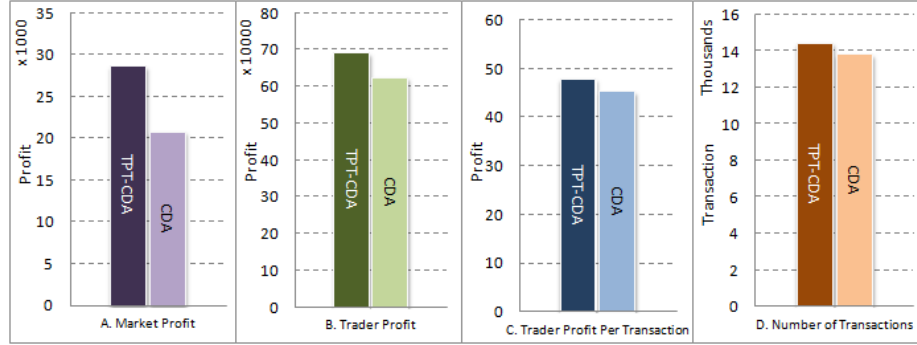 x 1000
Profit
35
30
25
20
15
10
5
0
TPT-CDA
CDA
A. Market Profit
x 10000
Profit
80
70
60
50
40
30
20
10
0
TPT-CDA
CDA
B. Trader Profit
Profit
60
50
40
30
20
10
0
TPT-CDA
CDA
C. Trader Profit Per Transaction
Thousands
Transaction
16
14
12
10
8
6
4
2
0
TPT-CDA
CDA
D. Number of Transactions